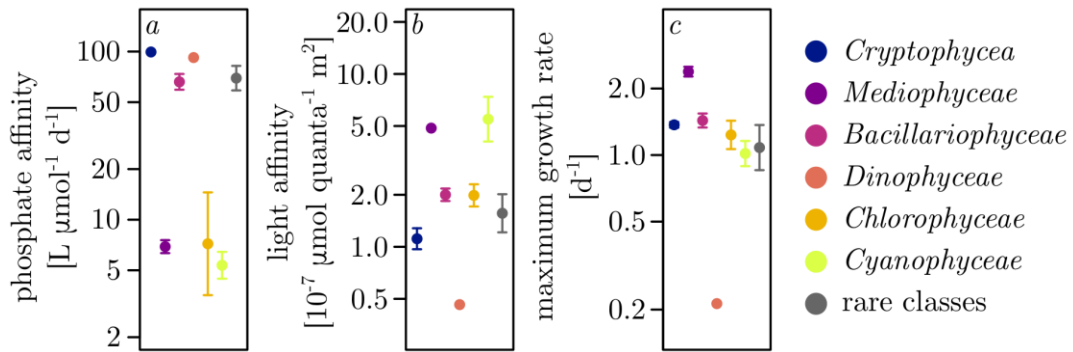 a
phosphate affinity
[L μmol-1 d-1]
100
50
20
10
5
2
b
light affinity
[10-7 μmol quanta-1 m2]
20.0
10.0
5.0
2.0
1.0
0.5
c
maximum growth rate
[d-1]
2.0
1.0
0.5
0.2
Cryptophycea
Mediophyceae
Bacillariophyceae
Dinophyceae
Chlorophyceae
Cyanophyceae
rare classes